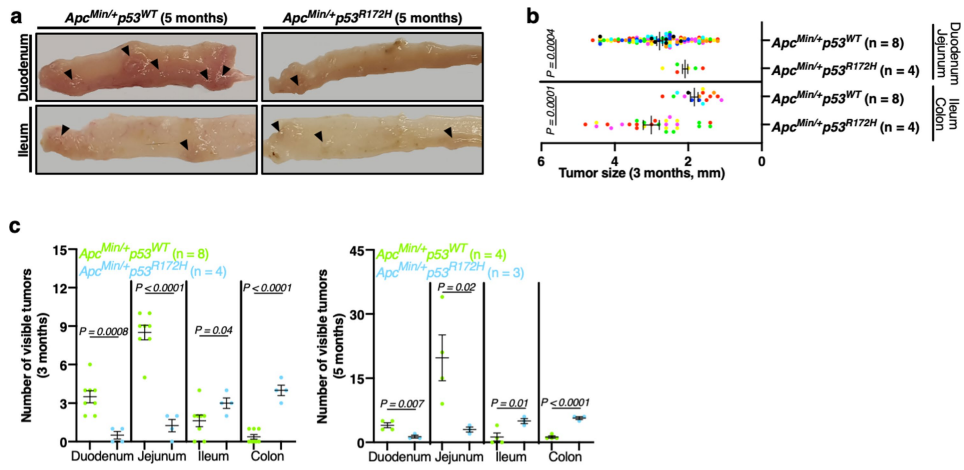 a
Apc^Min/+ p53^WT (5 months)
Apc^Min/+ p53^R172H (5 months)
Duodenum
Ileum
b
P = 0.0004
P = 0.0001
Apc^Min/+ p53^WT (n = 8)
Apc^Min/+ p53^R172H (n = 4)
Apc^Min/+ p53^WT (n = 8)
Apc^Min/+ p53^R172H (n = 4)
Duodenum
Jejunum
Ileum
Colon
6 4 2 0
Tumor size (3 months, mm)
c
Number of visible tumors
(3 months)
15
12
9
6
3
0
Apc^Min/+ p53^WT (n = 8)
Apc^Min/+ p53^R172H (n = 4)
P = 0.0008
P < 0.0001
P = 0.04
P < 0.0001
Duodenum Jejunum Ileum Colon
Number of visible tumors
(5 months)
45
30
15
0
Apc^Min/+ p53^WT (n = 4)
Apc^Min/+ p53^R172H (n = 3)
P = 0.007
P = 0.02
P = 0.01
P < 0.0001
Duodenum Jejunum Ileum Colon